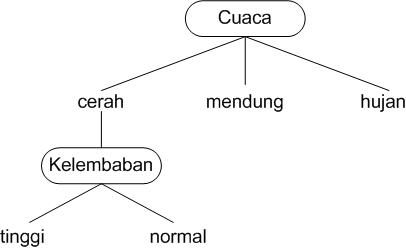 Cuaca
cerah mendung hujan
Kelembaban
tinggi normal